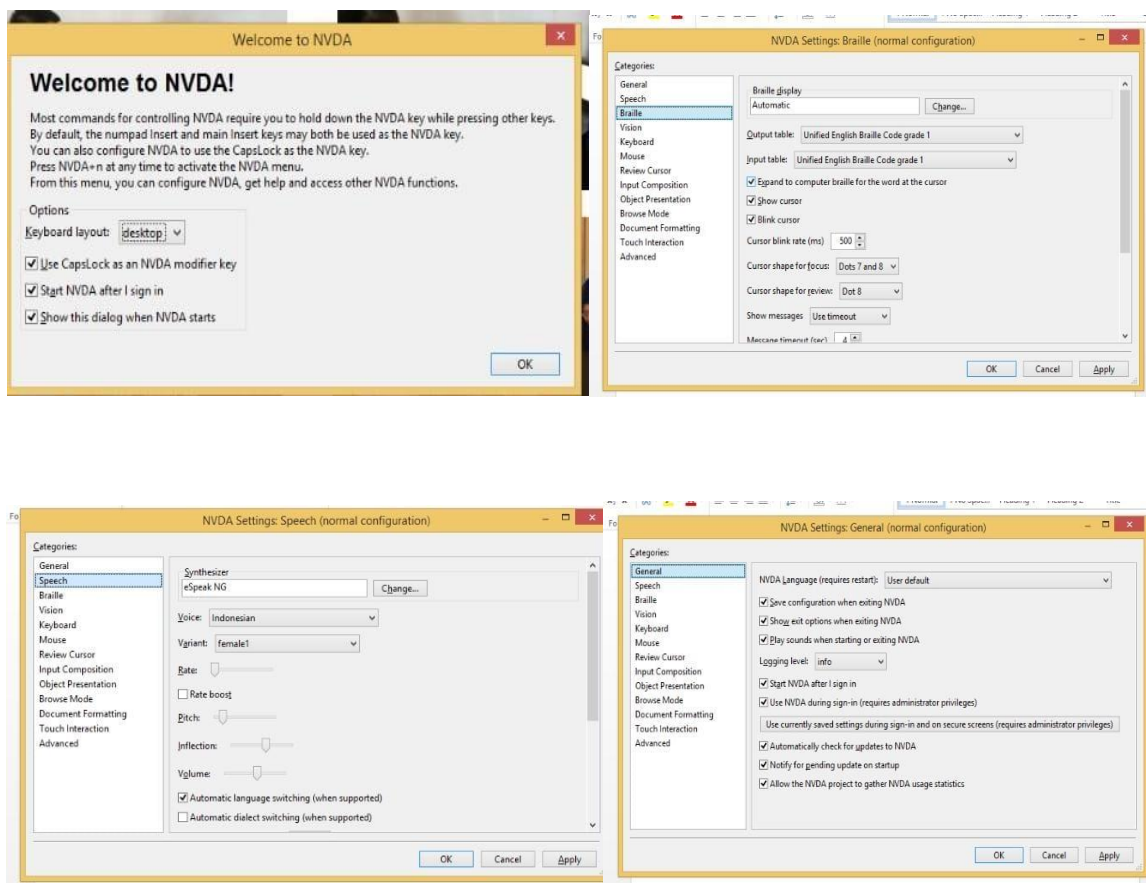 Welcome to NVDA
Welcome to NVDA!
Most commands for controlling NVDA require you to hold down the NVDA key while pressing other keys.
By default, the numpad Insert and main Insert keys may both be used as the NVDA key.
You can also configure NVDA to use the CapsLock as the NVDA key.
Press NVDA+n at any time to activate the NVDA menu.
From this menu, you can configure NVDA, get help and access other NVDA functions.
Options
Keyboard layout: desktop
Use CapsLock as an NVDA modifier key
Start NVDA after I sign in
Show this dialog when NVDA starts
OK
Fo
NVDA Settings: Braille (normal configuration)
Categories:
General
Speech
Braille
Vision
Keyboard
Mouse
Review Cursor
Input Composition
Object Presentation
Browse Mode
Document Formatting
Touch Interaction
Advanced
Braille display
Automatic Change...
Output table: Unified English Braille Code grade 1
Input table: Unified English Braille Code grade 1
Expand to computer braille for the word at the cursor
Show cursor
Blink cursor
Cursor blink rate (ms) 500
Cursor shape for focus: Dots 7 and 8
Cursor shape for review: Dot 8
Show messages Use timeout
Message timeout (sec) 4
OK Cancel Apply
Fo
NVDA Settings: Speech (normal configuration)
Categories:
General
Speech
Braille
Vision
Keyboard
Mouse
Review Cursor
Input Composition
Object Presentation
Browse Mode
Document Formatting
Touch Interaction
Advanced
Synthesizer
eSpeak NG Change...
Voice: Indonesian
Variant: female1
Rate:
Rate boost
Pitch:
Inflection:
Volume:
Automatic language switching (when supported)
Automatic dialect switching (when supported)
OK Cancel Apply
Fo
NVDA Settings: General (normal configuration)
Categories:
General
Speech
Braille
Vision
Keyboard
Mouse
Review Cursor
Input Composition
Object Presentation
Browse Mode
Document Formatting
Touch Interaction
Advanced
NVDA Language (requires restart): User default
Save configuration when exiting NVDA
Show exit options when exiting NVDA
Play sounds when starting or exiting NVDA
Logging level: info
Start NVDA after I sign in
Use NVDA during sign-in (requires administrator privileges)
Use currently saved settings during sign-in and on secure screens (requires administrator privileges)
Automatically check for updates to NVDA
Notify for pending update on startup
Allow the NVDA project to gather NVDA usage statistics
OK Cancel Apply